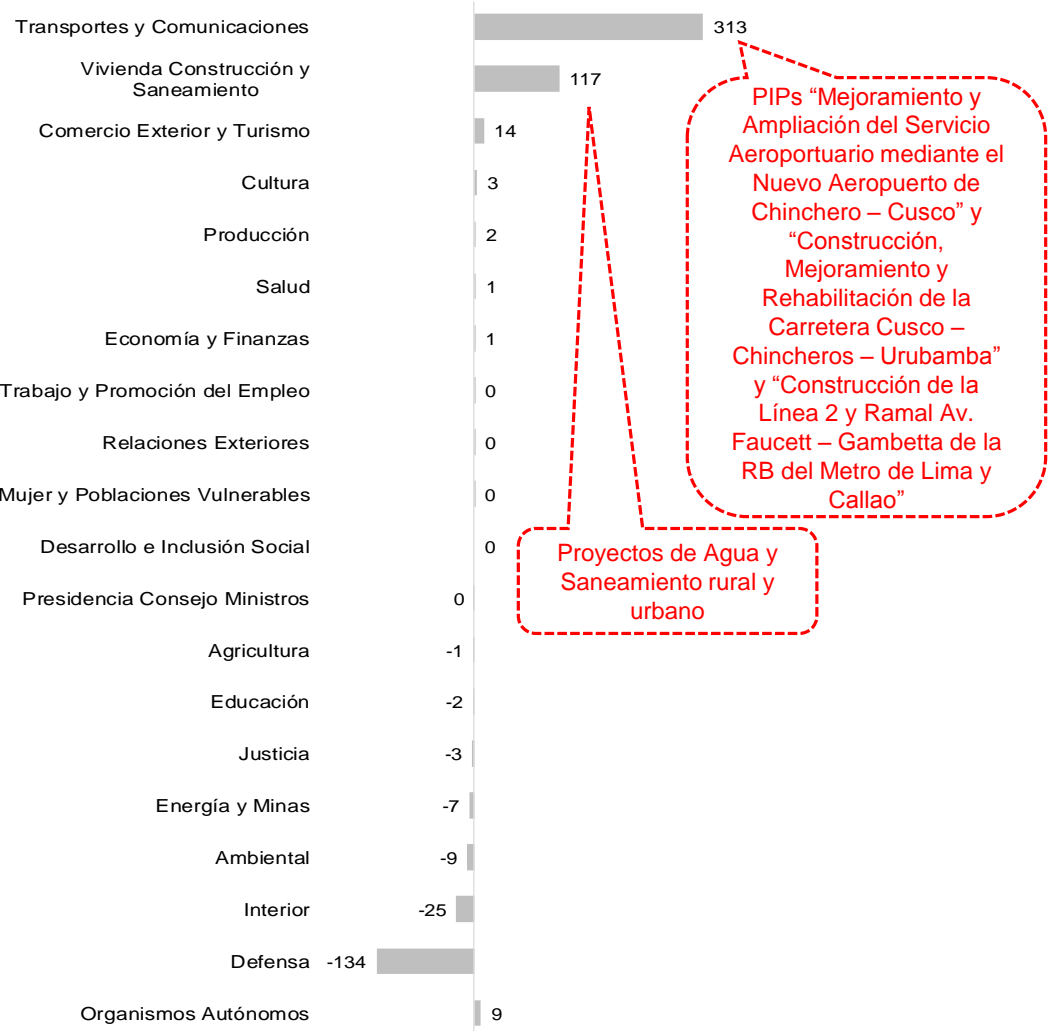 Transportes y Comunicaciones 313
Vivienda Construcción y
Saneamiento 117
Comercio Exterior y Turismo 14
Cultura 3
Producción 2
Salud 1
Economía y Finanzas 1
Trabajo y Promoción del Empleo 0
Relaciones Exteriores 0
Mujer y Poblaciones Vulnerables 0
Desarrollo e Inclusión Social 0
Presidencia Consejo Ministros 0
Agricultura -1
Educación -2
Justicia -3
Energía y Minas -7
Ambiental -9
Interior -25
Defensa -134
Organismos Autónomos 9
PIPs “Mejoramiento y
Ampliación del Servicio
Aeroportuario mediante el
Nuevo Aeropuerto de
Chinchero – Cusco” y
“Construcción,
Mejoramiento y
Rehabilitación de la
Carretera Cusco –
Chincheros – Urubamba”
y “Construcción de la
Línea 2 y Ramal Av.
Faucett – Gambetta de la
RB del Metro de Lima y
Callao”
Proyectos de Agua y
Saneamiento rural y
urbano